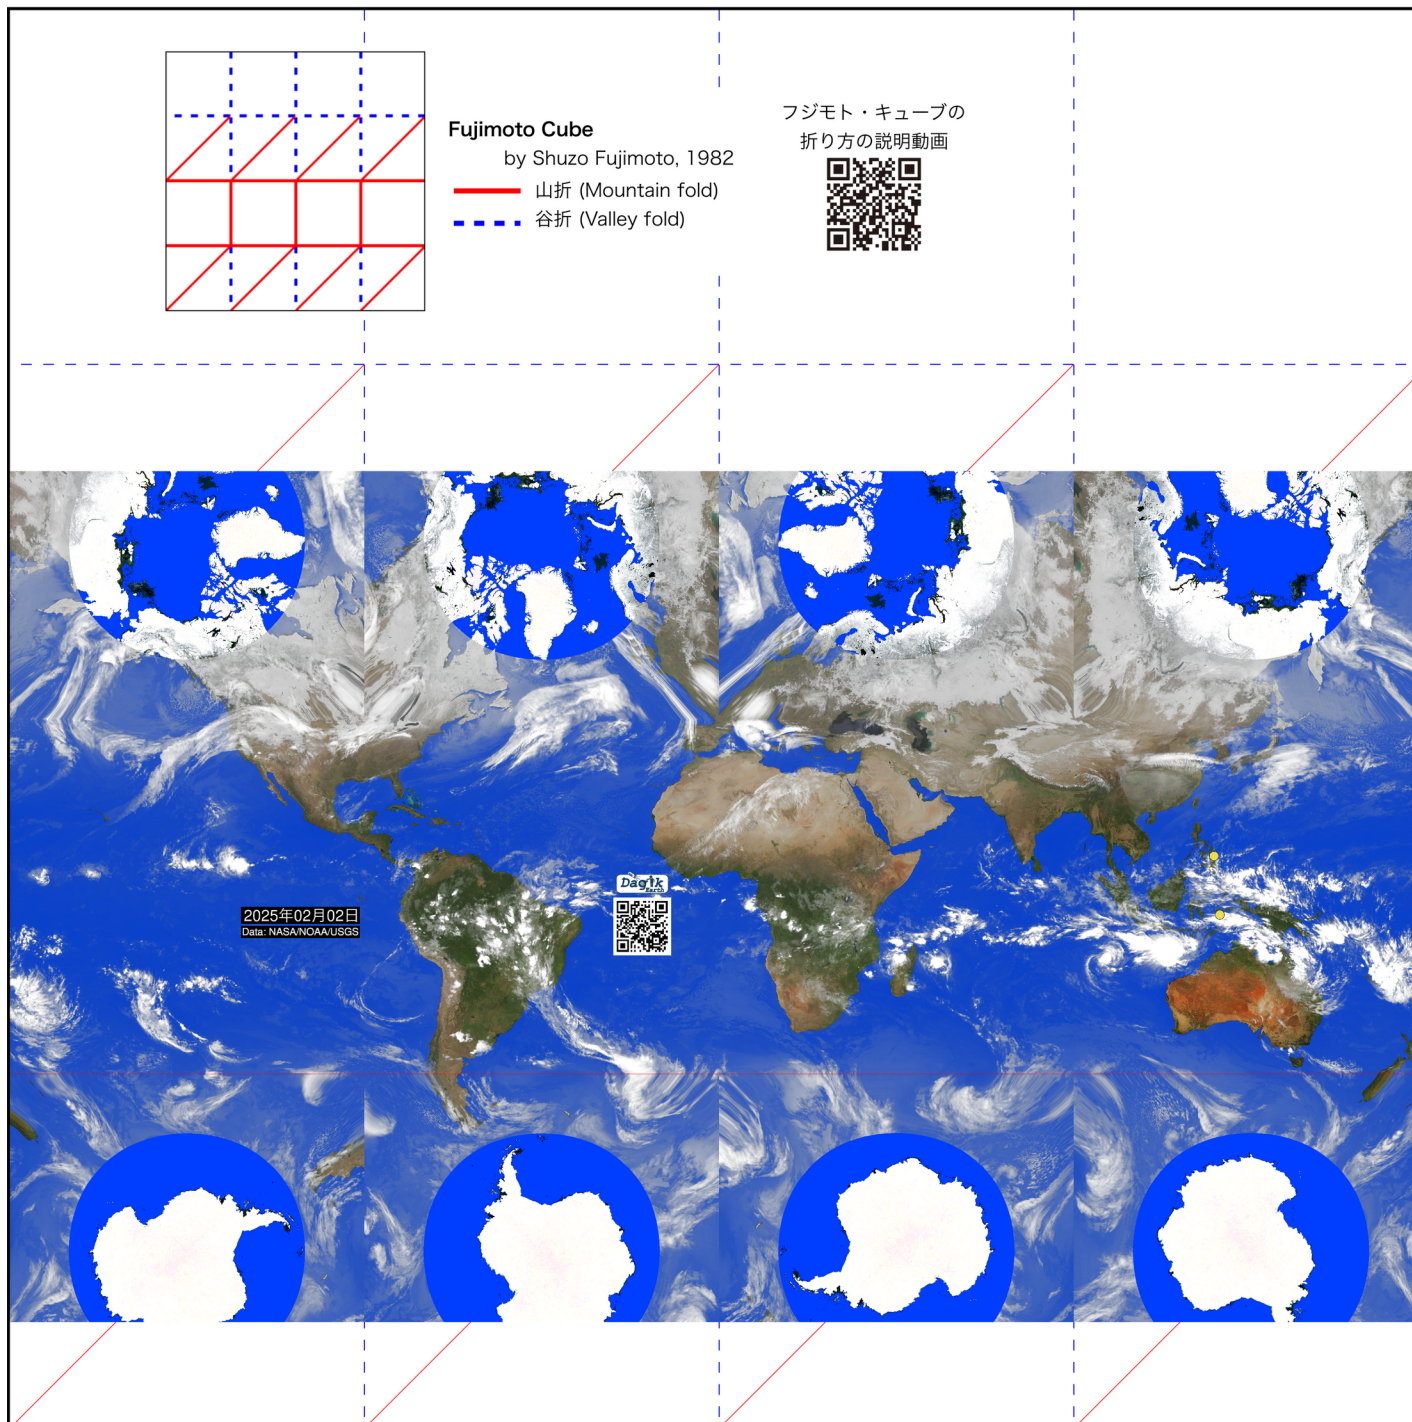 Fujimoto Cube
by Shuzo Fujimoto, 1982
山折 (Mountain fold)
谷折 (Valley fold)
フジモト・キューブの
折り方の説明動画
Dagik
Earth
2025年02月02日
Data: NASA/NOAA/USGS